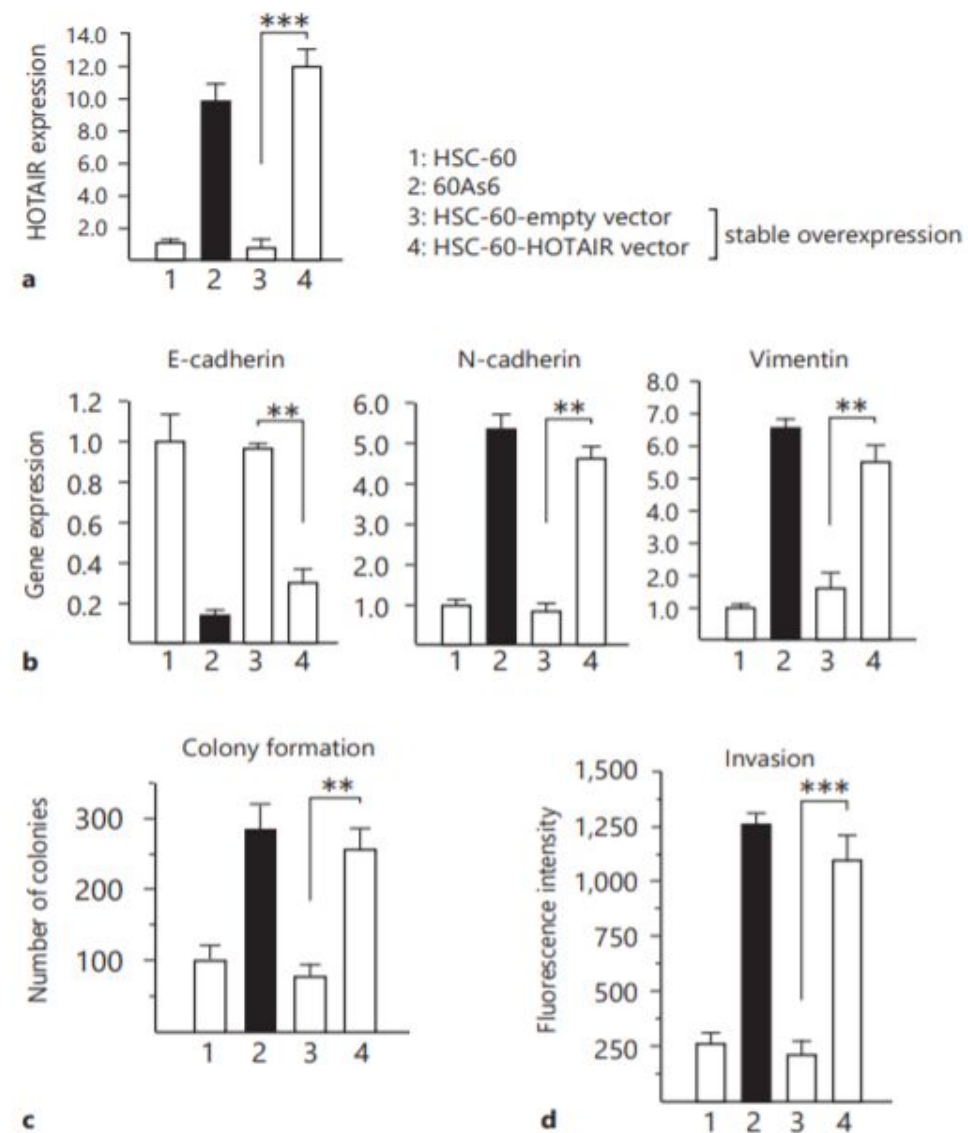 HOTAIR expression
14.0
12.0
10.0
8.0
6.0
4.0
2.0
***
1 2 3 4
a
1: HSC-60
2: 60As6
3: HSC-60-empty vector
4: HSC-60-HOTAIR vector
stable overexpression
E-cadherin
Gene expression
1.2
1.0
0.8
0.6
0.4
0.2
**
1 2 3 4
b
N-cadherin
6.0
5.0
4.0
3.0
2.0
1.0
**
1 2 3 4
Vimentin
8.0
7.0
6.0
5.0
4.0
3.0
2.0
1.0
**
1 2 3 4
Colony formation
Number of colonies
300
200
100
**
1 2 3 4
c
Invasion
Fluorescence intensity
1,500
1,250
1,000
750
500
250
***
1 2 3 4
d